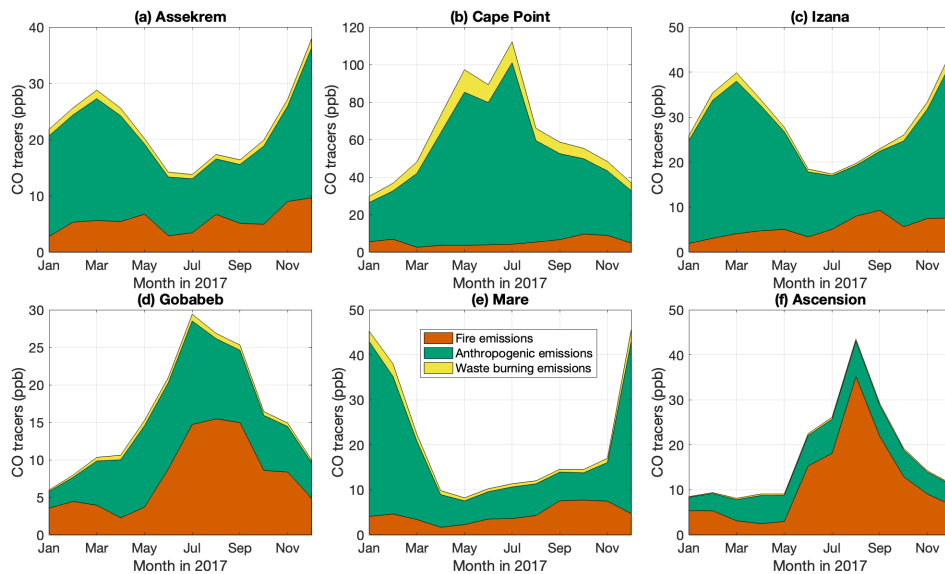 (a) Assekrem
(b) Cape Point
(c) Izana
CO tracers (ppb)
40
30
20
10
0
Jan Mar May Jul Sep Nov
Month in 2017
CO tracers (ppb)
120
100
80
60
40
20
0
Jan Mar May Jul Sep Nov
Month in 2017
CO tracers (ppb)
50
40
30
20
10
0
Jan Mar May Jul Sep Nov
Month in 2017
(d) Gobabeb
(e) Mare
(f) Ascension
CO tracers (ppb)
30
25
20
15
10
5
0
Jan Mar May Jul Sep Nov
Month in 2017
CO tracers (ppb)
50
40
30
20
10
0
Fire emissions
Anthropogenic emissions
Waste burning emissions
Jan Mar May Jul Sep Nov
Month in 2017
CO tracers (ppb)
50
40
30
20
10
0
Jan Mar May Jul Sep Nov
Month in 2017